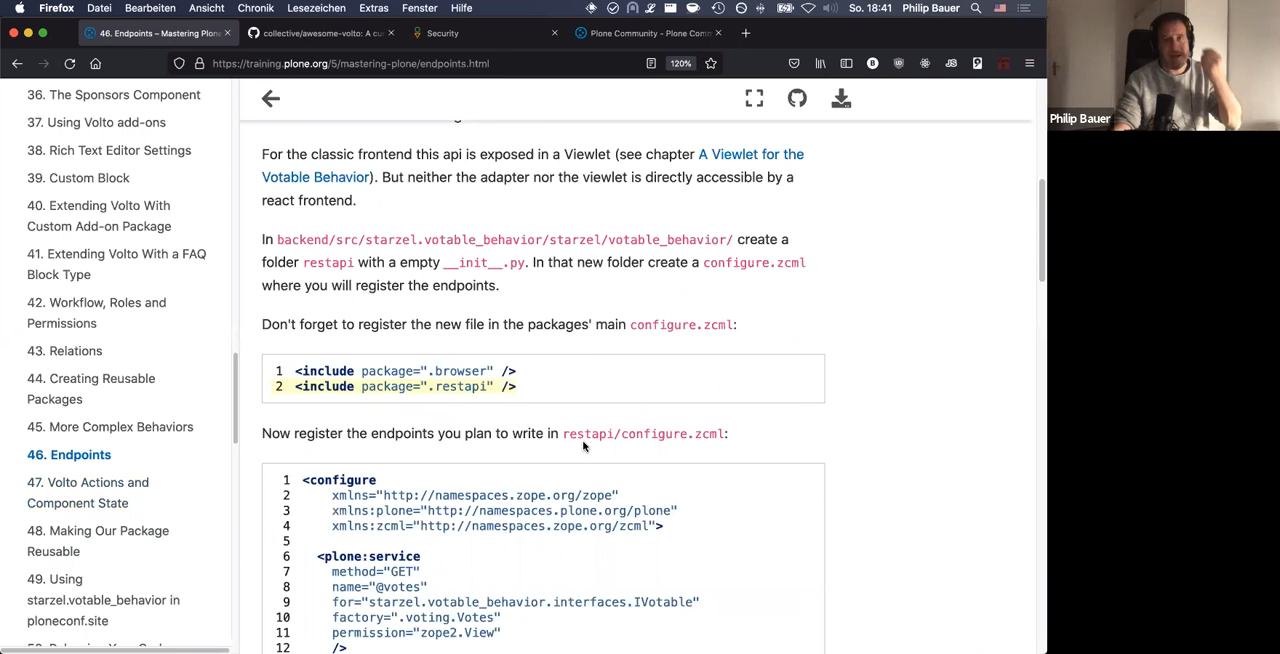 Firefox Datei Bearbeiten Ansicht Chronik Lesezeichen Extras Fenster Hilfe So. 18:41 Philip Bauer
46. Endpoints – Mastering Plon
collective/awesome-volto: A cu
Security
Plone Community - Plone Com
https://training.plone.org/5/mastering-plone/endpoints.html
120%
Philip Bauer
36. The Sponsors Component
37. Using Volto add-ons
38. Rich Text Editor Settings
39. Custom Block
40. Extending Volto With
Custom Add-on Package
41. Extending Volto With a FAQ
Block Type
42. Workflow, Roles and
Permissions
43. Relations
44. Creating Reusable
Packages
45. More Complex Behaviors
46. Endpoints
47. Volto Actions and
Component State
48. Making Our Package
Reusable
49. Using
starzel.votable_behavior in
ploneconf.site
For the classic frontend this api is exposed in a Viewlet (see chapter A Viewlet for the
Votable Behavior). But neither the adapter nor the viewlet is directly accessible by a
react frontend.
In backend/src/starzel.votable_behavior/starzel/votable_behavior/ create a
folder restapi with a empty __init__.py. In that new folder create a configure.zcml
where you will register the endpoints.
Don't forget to register the new file in the packages' main configure.zcml:
1 <include package=".browser" />
2 <include package=".restapi" />
Now register the endpoints you plan to write in restapi/configure.zcml:
1 <configure
2 xmlns="http://namespaces.zope.org/zope"
3 xmlns:plone="http://namespaces.plone.org/plone"
4 xmlns:zcml="http://namespaces.zope.org/zcml">
5
6 <plone:service
7 method="GET"
8 name="@votes"
9 for="starzel.votable_behavior.interfaces.IVotable"
10 factory=".voting.Votes"
11 permission="zope2.View"
12 />